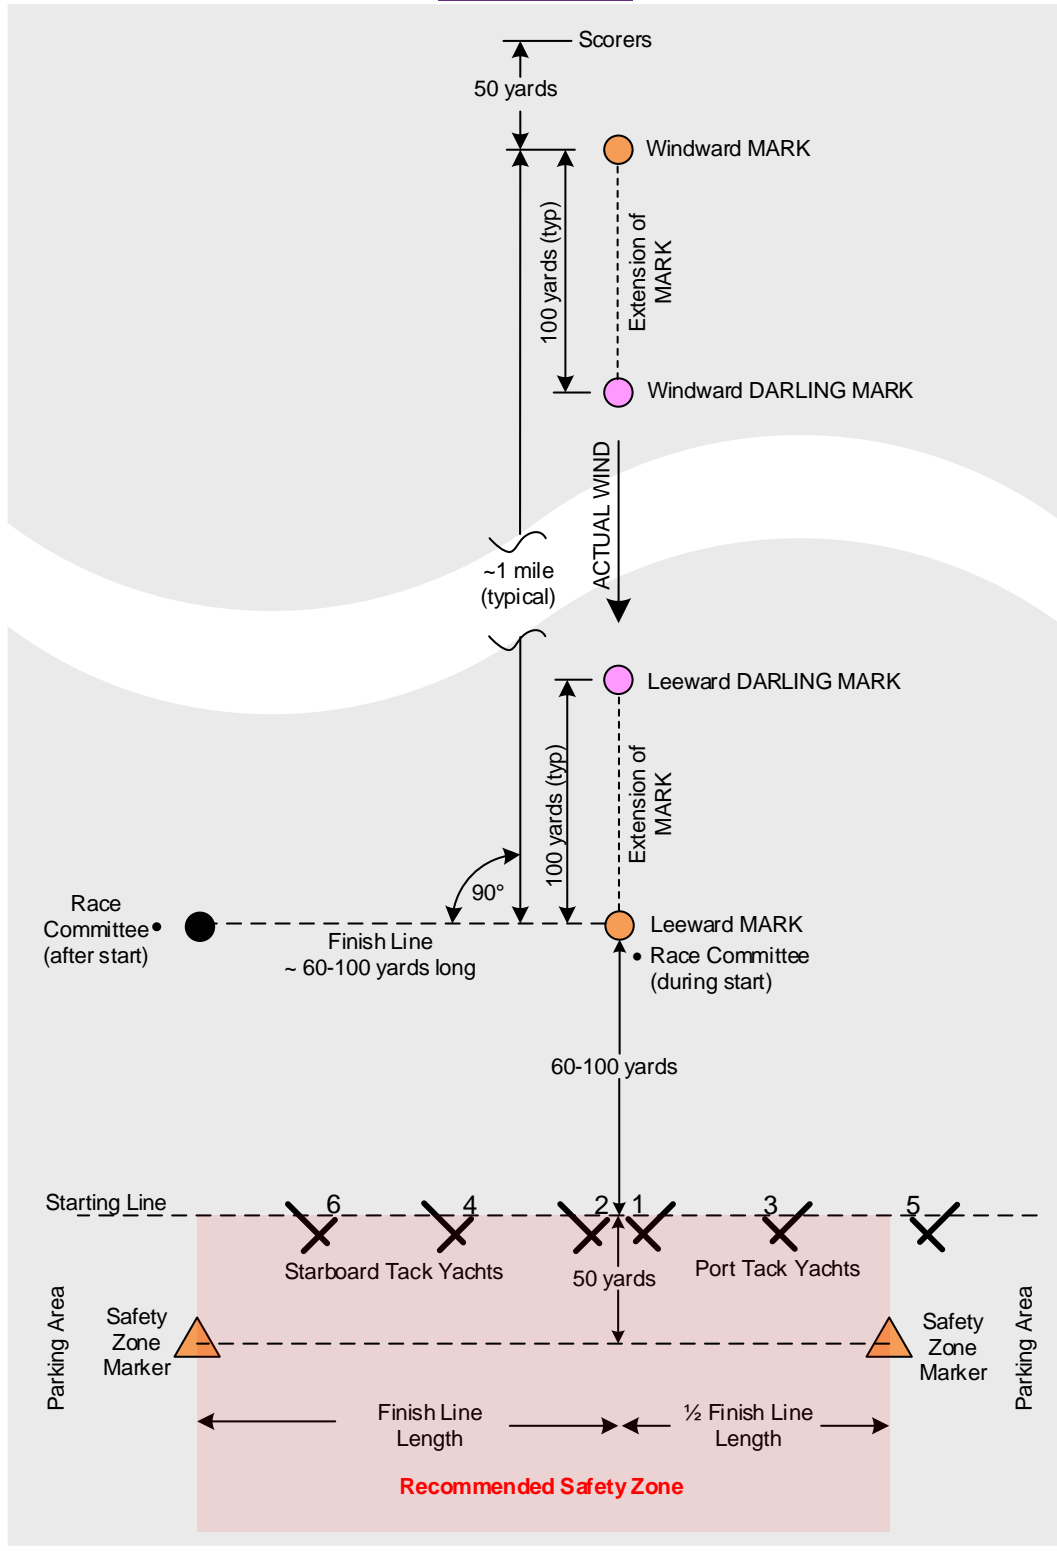 Scorers
50 yards
Windward MARK
100 yards (typ)
Extension of
MARK
Windward DARLING MARK
ACTUAL WIND
~1 mile
(typical)
Leeward DARLING MARK
100 yards (typ)
Extension of
MARK
90°
Race
Committee
(after start)
Finish Line
~ 60-100 yards long
Leeward MARK
Race Committee
(during start)
60-100 yards
Starting Line
6 4 2 1 3 5
Starboard Tack Yachts
50 yards
Port Tack Yachts
Parking Area
Safety
Zone
Marker
Safety
Zone
Marker
Parking Area
Finish Line
Length
½ Finish Line
Length
Recommended Safety Zone